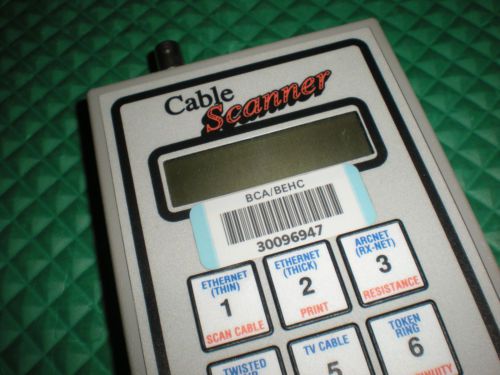 Cable
Scanner
BCA/BEHC
30096947
ETHERNET
(THIN)
1
SCAN CABLE
ETHERNET
(THICK)
2
PRINT
ARCNET
(RX-NET)
3
RESISTANCE
TWISTED
TV CABLE
5
TOKEN
RING
6